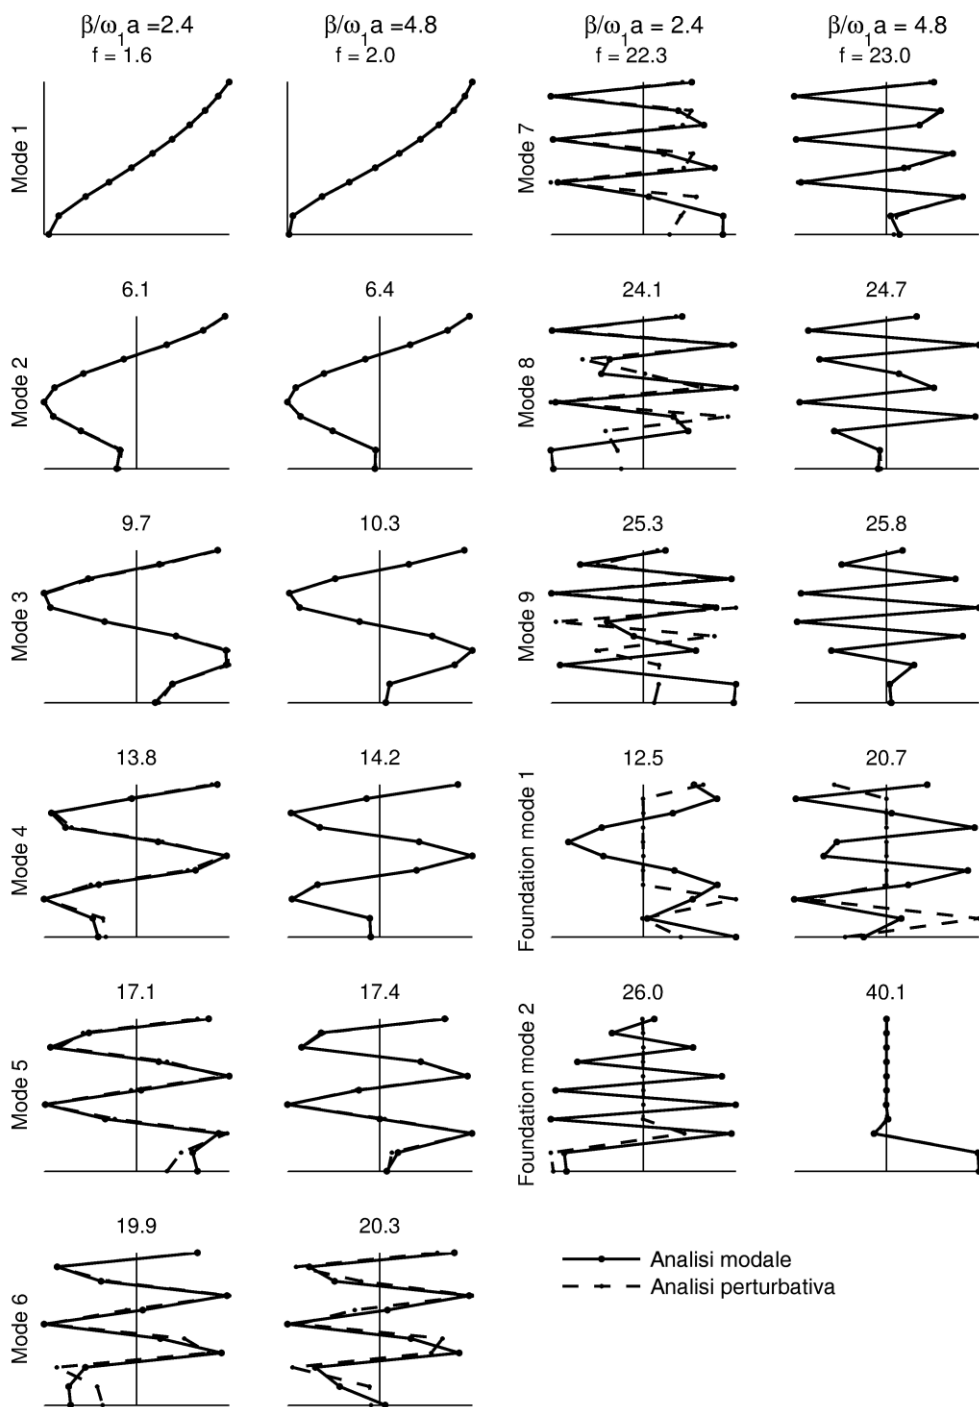 β/ω₁a =2.4
f = 1.6
β/ω₁a =4.8
f = 2.0
β/ω₁a = 2.4
f = 22.3
β/ω₁a = 4.8
f = 23.0
Mode 1
Mode 7
6.1
6.4
24.1
24.7
Mode 2
Mode 8
9.7
10.3
25.3
25.8
Mode 3
Mode 9
13.8
14.2
12.5
20.7
Mode 4
Foundation mode 1
17.1
17.4
26.0
40.1
Mode 5
Foundation mode 2
19.9
20.3
Mode 6
Analisi modale
Analisi perturbativa